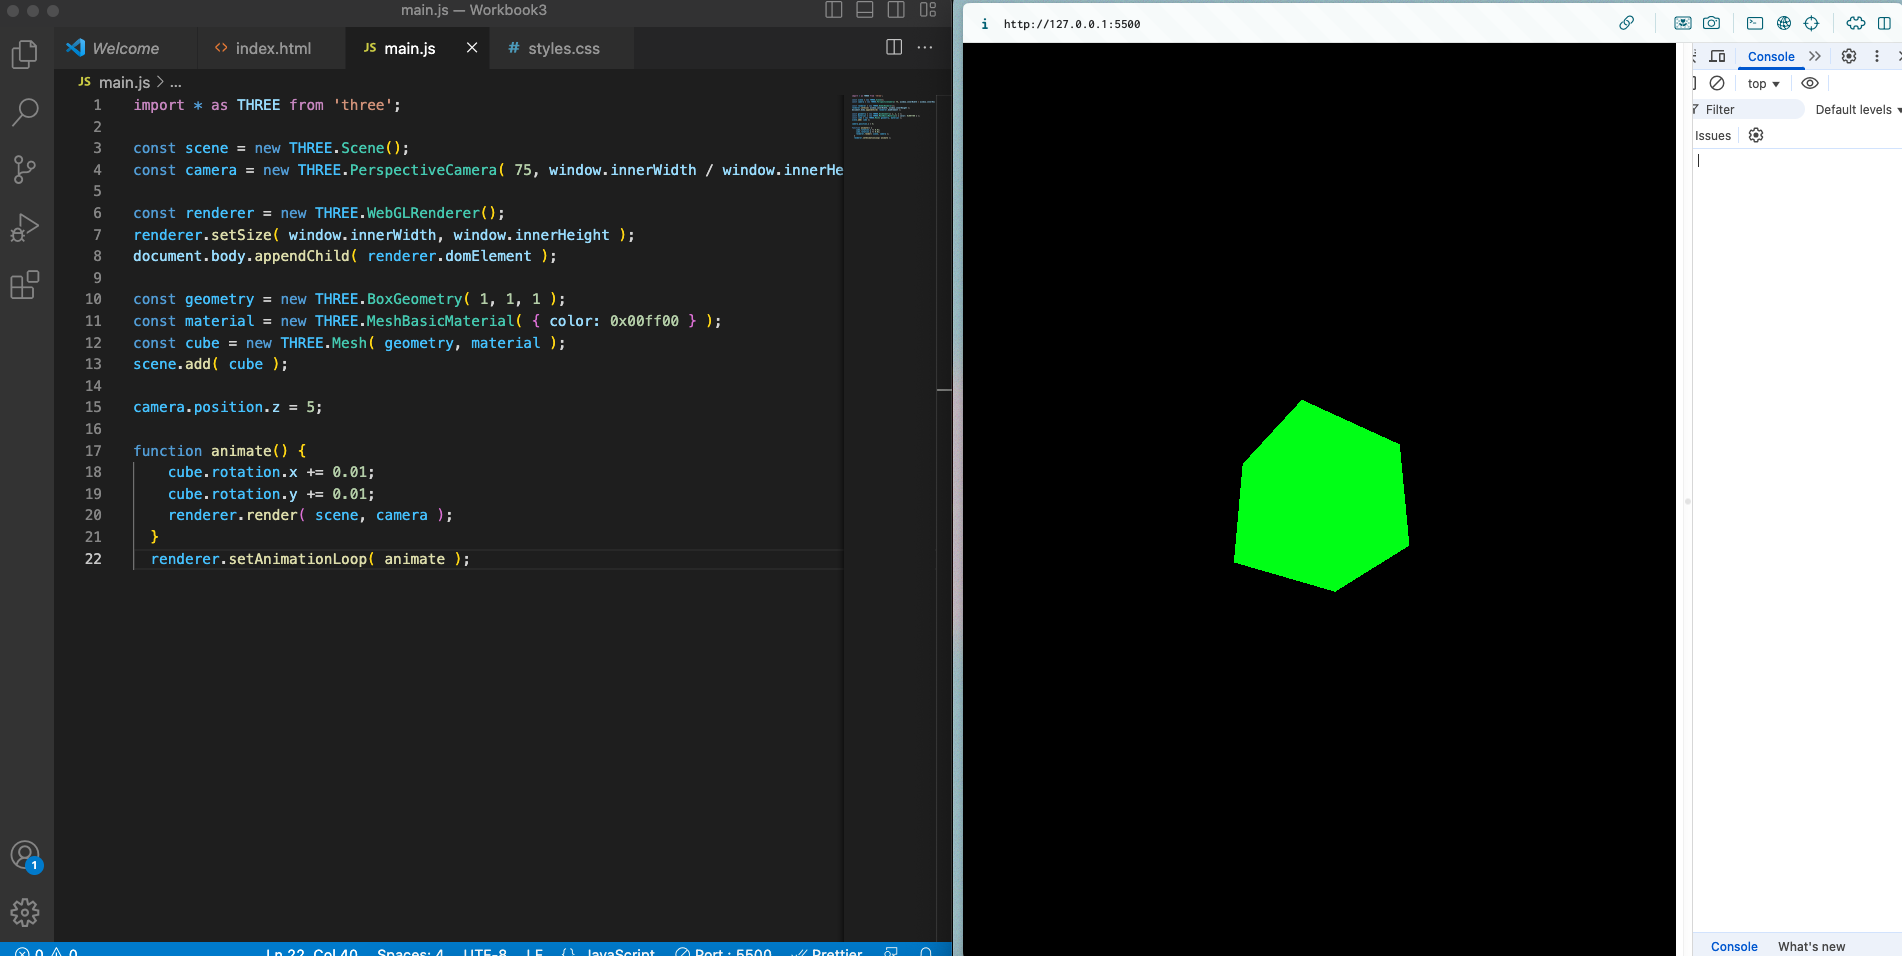 main.js — Workbook3
Welcome
index.html
JS main.js
# styles.css
JS main.js > ...
1 import * as THREE from 'three';
2
3 const scene = new THREE.Scene();
4 const camera = new THREE.PerspectiveCamera( 75, window.innerWidth / window.innerHe
5
6 const renderer = new THREE.WebGLRenderer();
7 renderer.setSize( window.innerWidth, window.innerHeight );
8 document.body.appendChild( renderer.domElement );
9
10 const geometry = new THREE.BoxGeometry( 1, 1, 1 );
11 const material = new THREE.MeshBasicMaterial( { color: 0x00ff00 } );
12 const cube = new THREE.Mesh( geometry, material );
13 scene.add( cube );
14
15 camera.position.z = 5;
16
17 function animate() {
18 cube.rotation.x += 0.01;
19 cube.rotation.y += 0.01;
20 renderer.render( scene, camera );
21 }
22 renderer.setAnimationLoop( animate );
1
0 0 Ln 22, Col 40 Spaces: 4 UTF-8 LF {} JavaScript Port : 5500 Prettier
i http://127.0.0.1:5500
Console
top
Filter Default levels
Issues
Console What's new